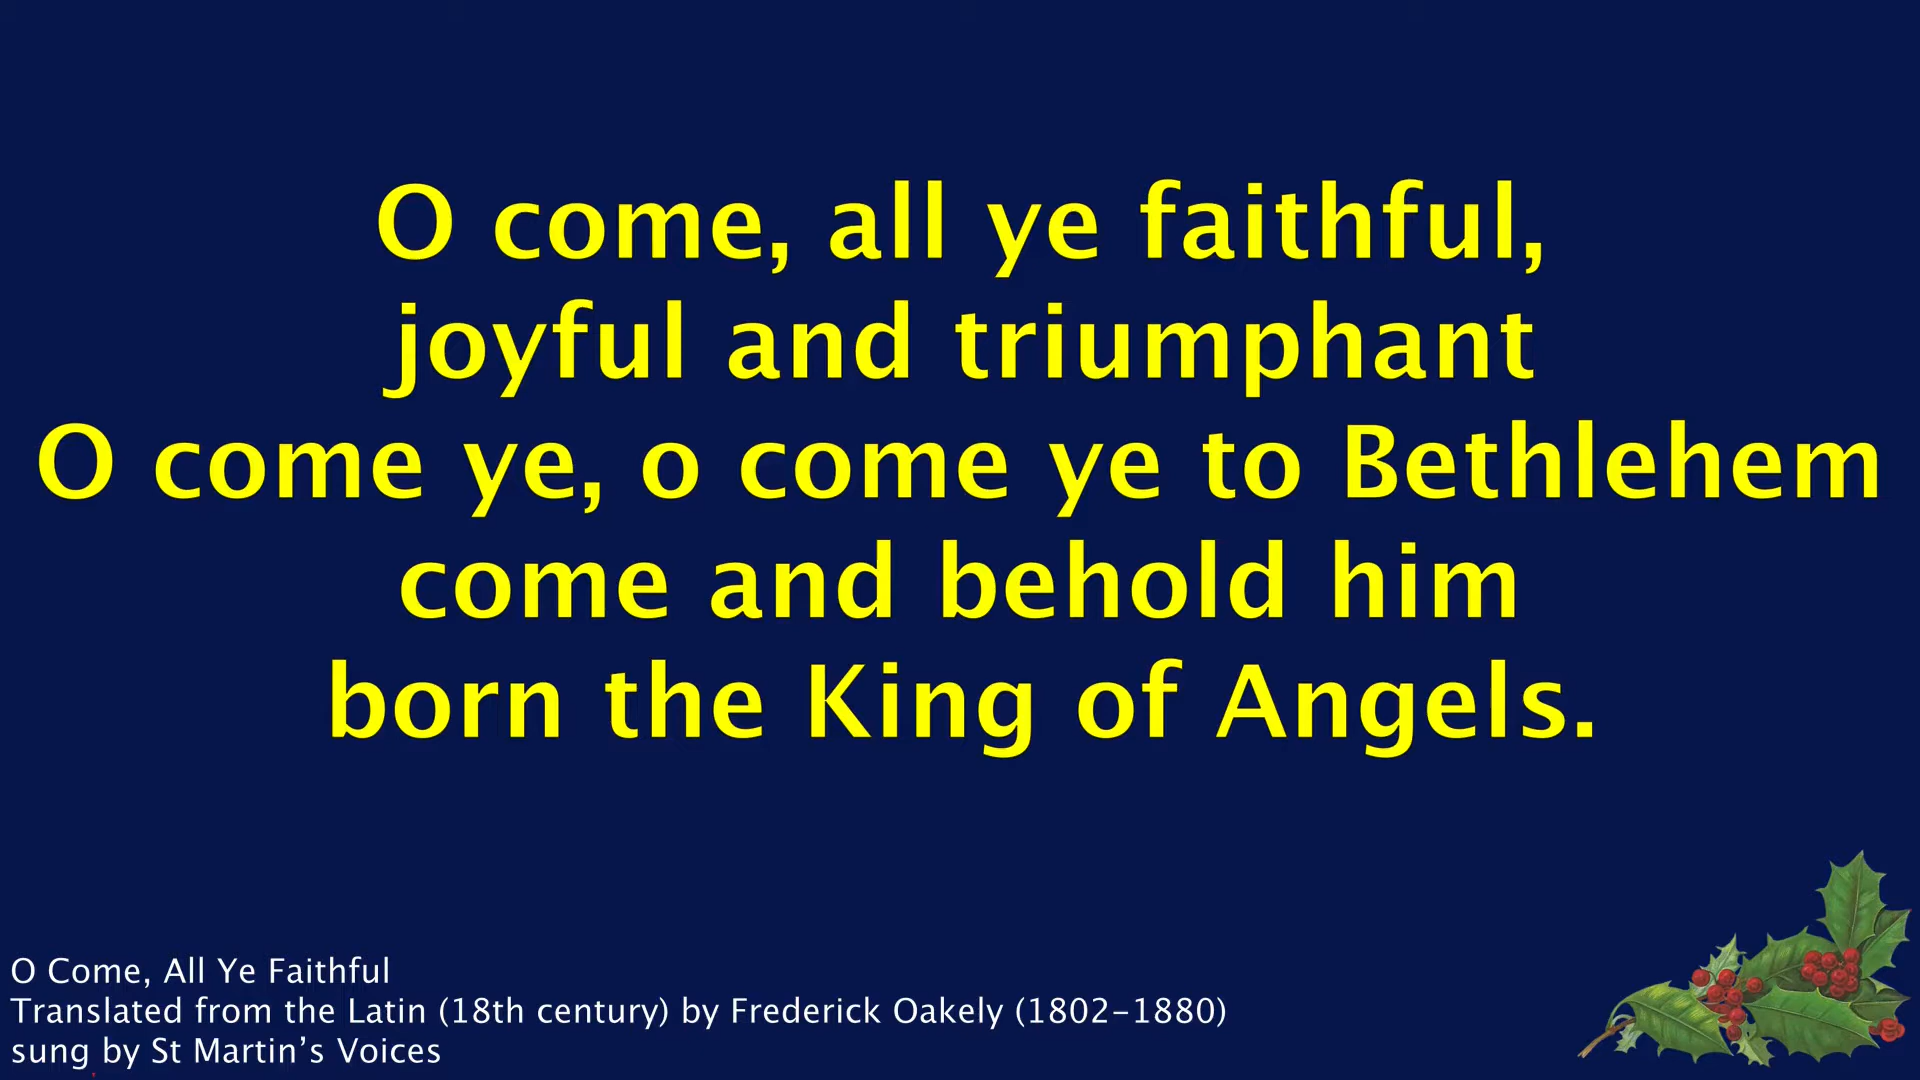 O come, all ye faithful,
joyful and triumphant
O come ye, o come ye to Bethlehem
come and behold him
born the King of Angels.
O Come, All Ye Faithful
Translated from the Latin (18th century) by Frederick Oakely (1802–1880)
sung by St Martin’s Voices